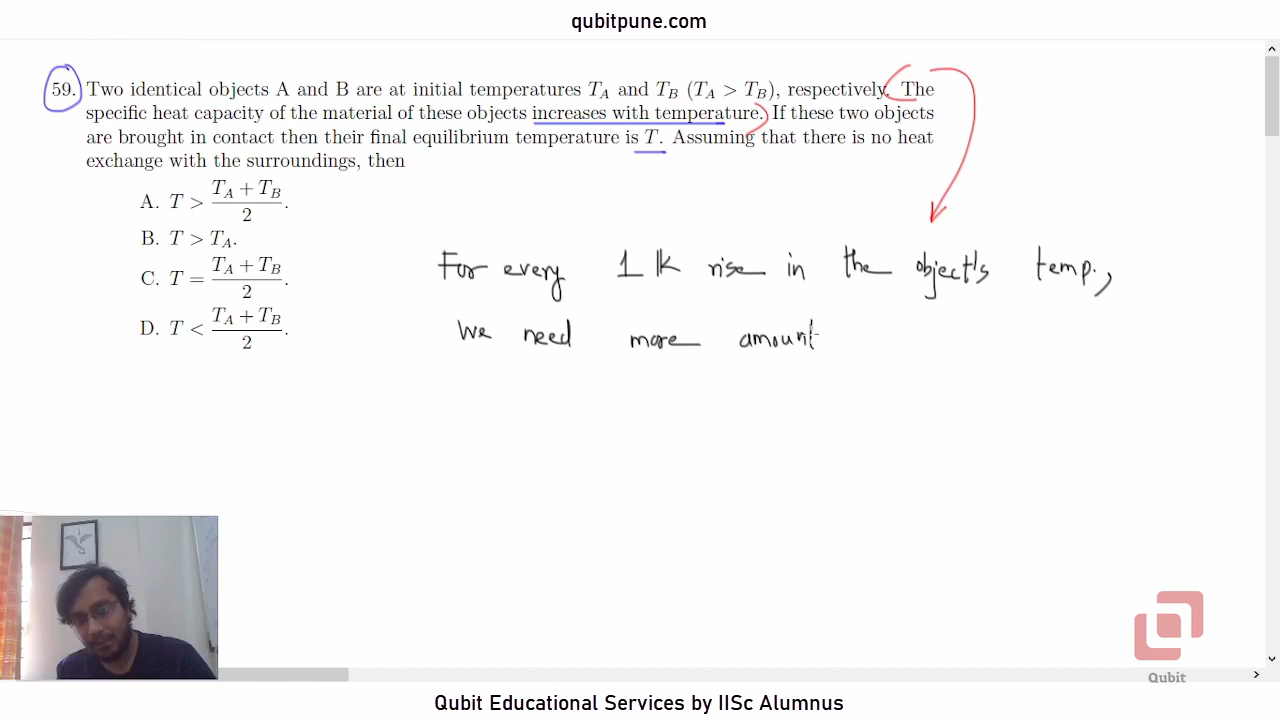 qubitpune.com
59. Two identical objects A and B are at initial temperatures T_A and T_B (T_A > T_B), respectively. The
specific heat capacity of the material of these objects increases with temperature. If these two objects
are brought in contact then their final equilibrium temperature is T. Assuming that there is no heat
exchange with the surroundings, then
A. T > \frac{T_A + T_B}{2}.
B. T > T_A.
C. T = \frac{T_A + T_B}{2}.
D. T < \frac{T_A + T_B}{2}.
For every 1 K rise in the object's temp.,
we need more amount
Qubit
Qubit Educational Services by IISc Alumnus